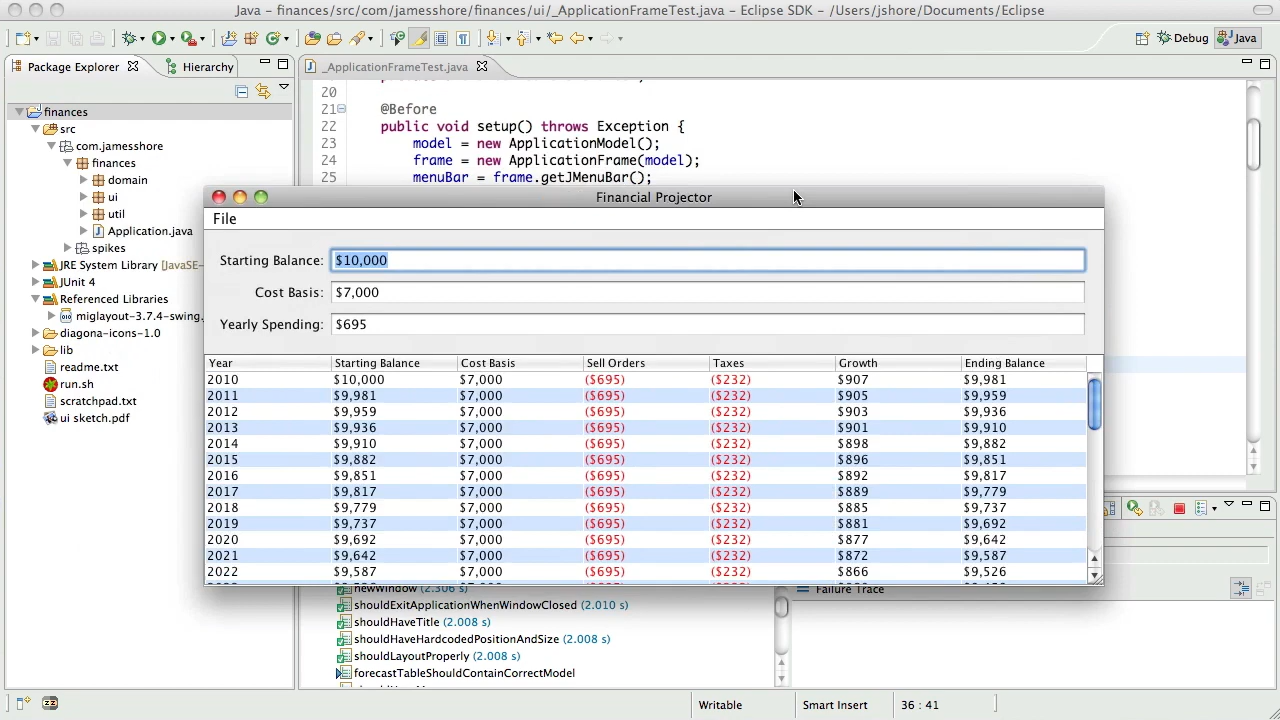 Java – finances/src/com/jamesshore/finances/ui/_ApplicationFrameTest.java – Eclipse SDK – /Users/jshore/Documents/Eclipse
Debug Java
Package Explorer Hierarchy
_ApplicationFrameTest.java
finances
src
com.jamesshore
finances
domain
ui
util
Application.java
spikes
JRE System Library [JavaSE-
JUnit 4
Referenced Libraries
miglayout-3.7.4-swing.
diagona-icons-1.0
lib
readme.txt
run.sh
scratchpad.txt
ui sketch.pdf
20
21 @Before
22 public void setup() throws Exception {
23 model = new ApplicationModel();
24 frame = new ApplicationFrame(model);
25 menuBar = frame.getJMenuBar();
Financial Projector
File
Starting Balance: $10,000
Cost Basis: $7,000
Yearly Spending: $695
Year Starting Balance Cost Basis Sell Orders Taxes Growth Ending Balance
2010 $10,000 $7,000 ($695) ($232) $907 $9,981
2011 $9,981 $7,000 ($695) ($232) $905 $9,959
2012 $9,959 $7,000 ($695) ($232) $903 $9,936
2013 $9,936 $7,000 ($695) ($232) $901 $9,910
2014 $9,910 $7,000 ($695) ($232) $898 $9,882
2015 $9,882 $7,000 ($695) ($232) $896 $9,851
2016 $9,851 $7,000 ($695) ($232) $892 $9,817
2017 $9,817 $7,000 ($695) ($232) $889 $9,779
2018 $9,779 $7,000 ($695) ($232) $885 $9,737
2019 $9,737 $7,000 ($695) ($232) $881 $9,692
2020 $9,692 $7,000 ($695) ($232) $877 $9,642
2021 $9,642 $7,000 ($695) ($232) $872 $9,587
2022 $9,587 $7,000 ($695) ($232) $866 $9,526
newWindow (2.306 s)
shouldExitApplicationWhenWindowClosed (2.010 s)
shouldHaveTitle (2.008 s)
shouldHaveHardcodedPositionAndSize (2.008 s)
shouldLayoutProperly (2.008 s)
forecastTableShouldContainCorrectModel
Failure Trace
Writable Smart Insert 36 : 41